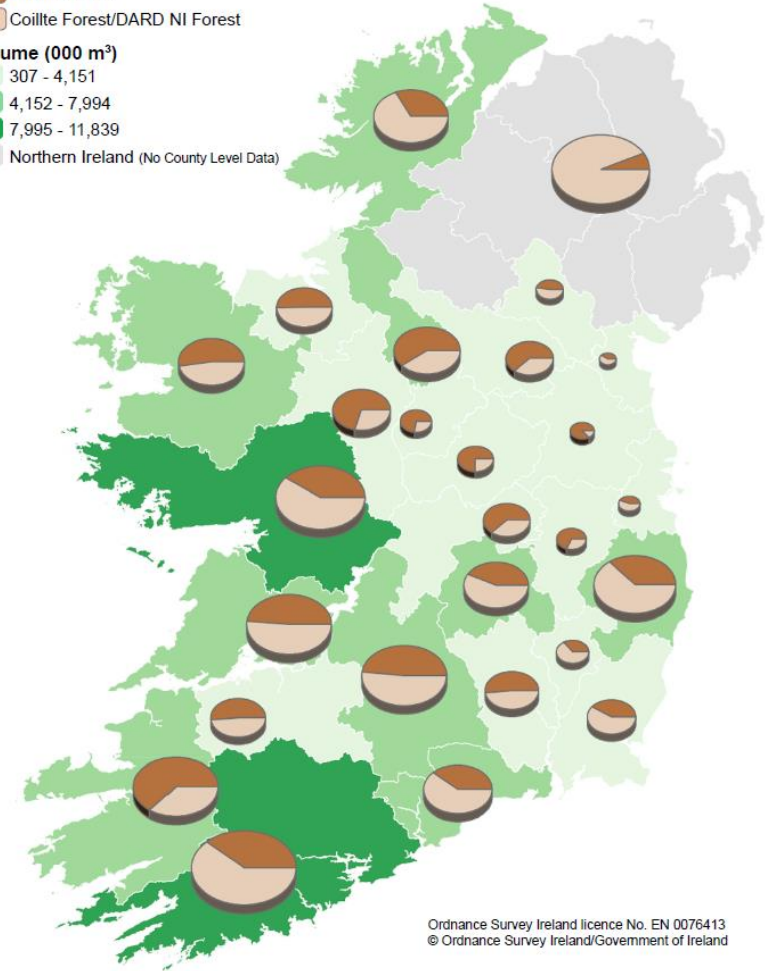 Coillte Forest/DARD NI Forest
ume (000 m³)
307 - 4,151
4,152 - 7,994
7,995 - 11,839
Northern Ireland (No County Level Data)
Ordnance Survey Ireland licence No. EN 0076413
© Ordnance Survey Ireland/Government of Ireland